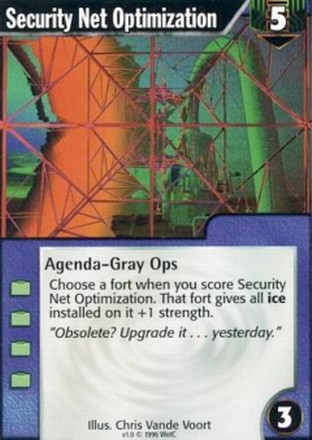 Security Net Optimization
5
Agenda-Gray Ops
Choose a fort when you score Security
Net Optimization. That fort gives all ice
installed on it +1 strength.
"Obsolete? Upgrade it . . . yesterday."
Illus. Chris Vande Voort
v1.0 © 1996 WotC
3